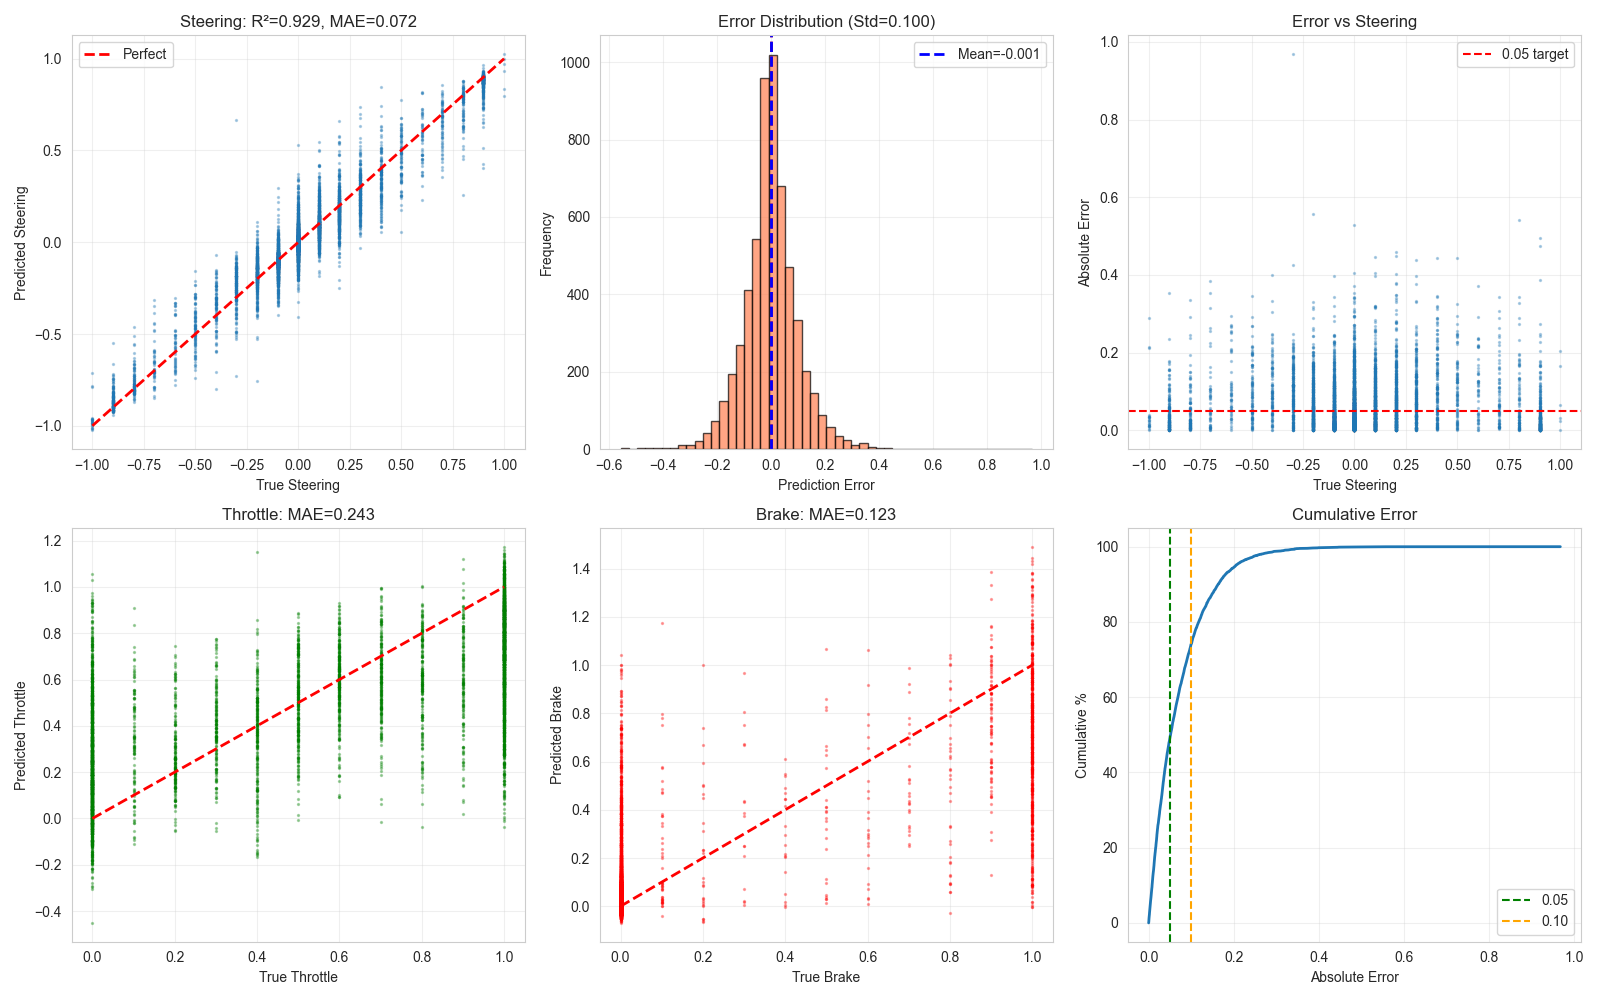 Steering: R²=0.929, MAE=0.072
Perfect
1.0
0.5
0.0
−0.5
−1.0
Predicted Steering
−1.00 −0.75 −0.50 −0.25 0.00 0.25 0.50 0.75 1.00
True Steering
Error Distribution (Std=0.100)
Mean=-0.001
1000
800
600
400
200
0
Frequency
−0.6 −0.4 −0.2 0.0 0.2 0.4 0.6 0.8 1.0
Prediction Error
Error vs Steering
0.05 target
1.0
0.8
0.6
0.4
0.2
0.0
Absolute Error
−1.00 −0.75 −0.50 −0.25 0.00 0.25 0.50 0.75 1.00
True Steering
Throttle: MAE=0.243
1.2
1.0
0.8
0.6
0.4
0.2
0.0
−0.2
−0.4
Predicted Throttle
0.0 0.2 0.4 0.6 0.8 1.0
True Throttle
Brake: MAE=0.123
1.4
1.2
1.0
0.8
0.6
0.4
0.2
0.0
Predicted Brake
0.0 0.2 0.4 0.6 0.8 1.0
True Brake
Cumulative Error
100
80
60
40
20
0
Cumulative %
0.05
0.10
0.0 0.2 0.4 0.6 0.8 1.0
Absolute Error